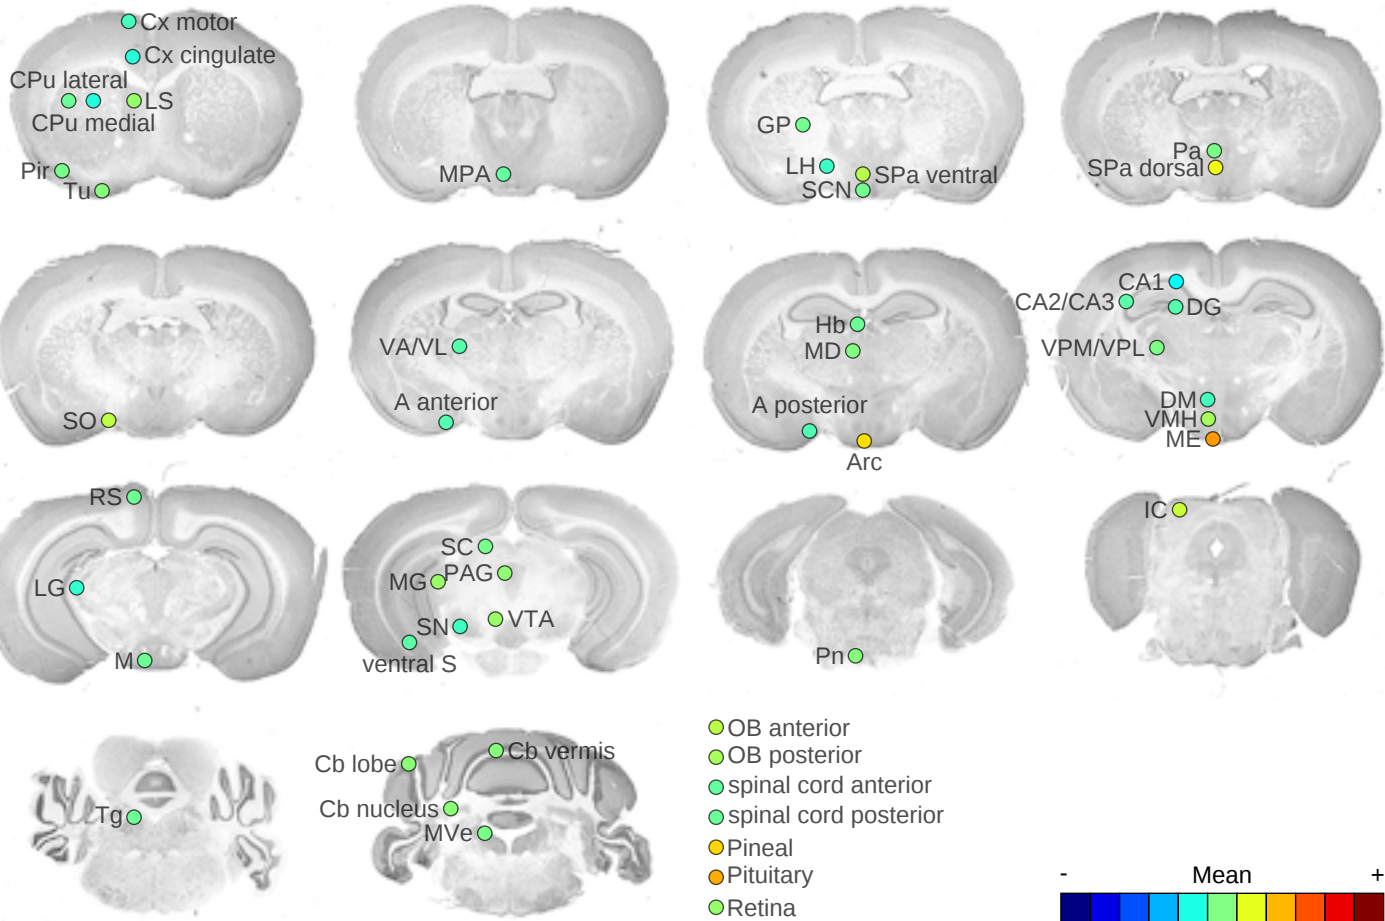 Cx motor
Cx cingulate
CPu lateral
LS
CPu medial
Pir
Tu
MPA
GP
LH
SPa ventral
SCN
Pa
SPa dorsal
SO
VA/VL
A anterior
Hb
MD
A posterior
Arc
CA1
CA2/CA3
DG
VPM/VPL
DM
VMH
ME
RS
LG
M
SC
MG
PAG
SN
VTA
ventral S
Pn
IC
Tg
Cb lobe
Cb vermis
Cb nucleus
MVe
OB anterior
OB posterior
spinal cord anterior
spinal cord posterior
Pineal
Pituitary
Retina
- Mean +